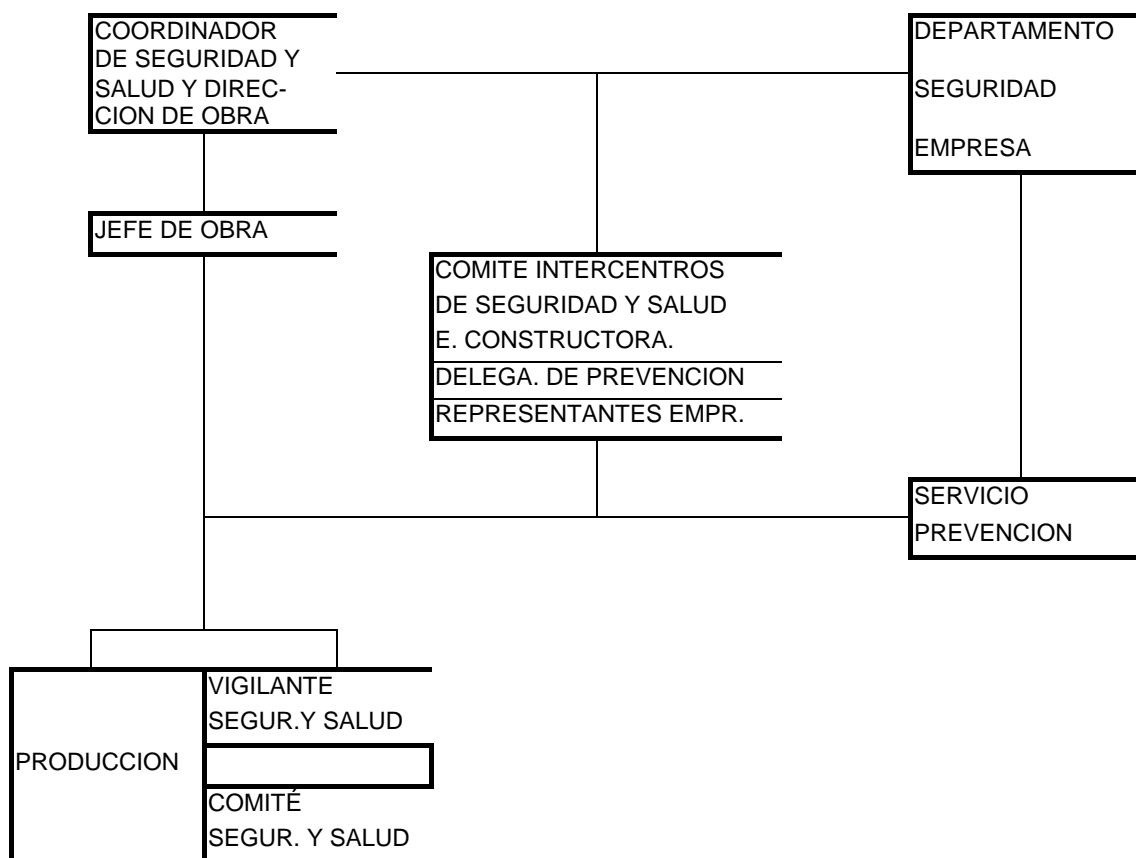 COORDINADOR
DE SEGURIDAD Y
SALUD Y DIREC-
CION DE OBRA
DEPARTAMENTO
SEGURIDAD
EMPRESA
JEFE DE OBRA
COMITE INTERCENTROS
DE SEGURIDAD Y SALUD
E. CONSTRUCTORA.
DELEGA. DE PREVENCION
REPRESENTANTES EMPR.
SERVICIO
PREVENCION
PRODUCCION
VIGILANTE
SEGUR.Y SALUD
COMITÉ
SEGUR. Y SALUD